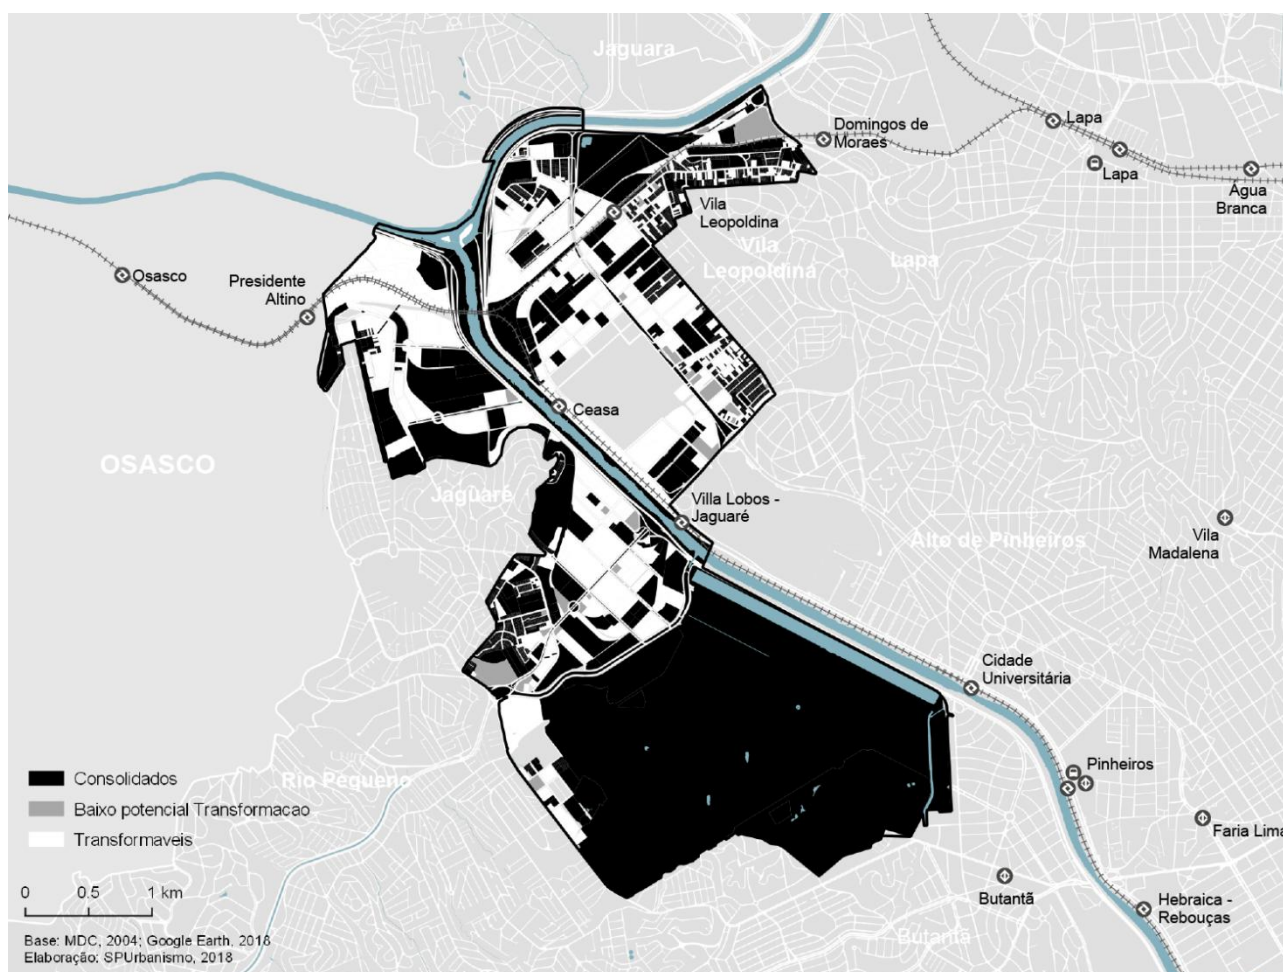 Jaguara
Domingos de
Moraes
Lapa
Lapa
Agua
Branca
Vila
Leopoldina
Vila
Leopoldina
Lapa
Osasco
Presidente
Altino
Ceasa
OSASCO
Jaguaré
Villa Lobos -
Jaguaré
Alto de Pinheiros
Vila
Madalena
Cidade
Universitária
Rio Pequeno
Pinheiros
Faria Lima
Butantã
Hebraica -
Rebouças
Butantã
Consolidados
Baixo potencial Transformacao
Transformaveis
0 0.5 1 km
Base: MDC, 2004; Google Earth, 2018
Elaboração: SPUrbanismo, 2018